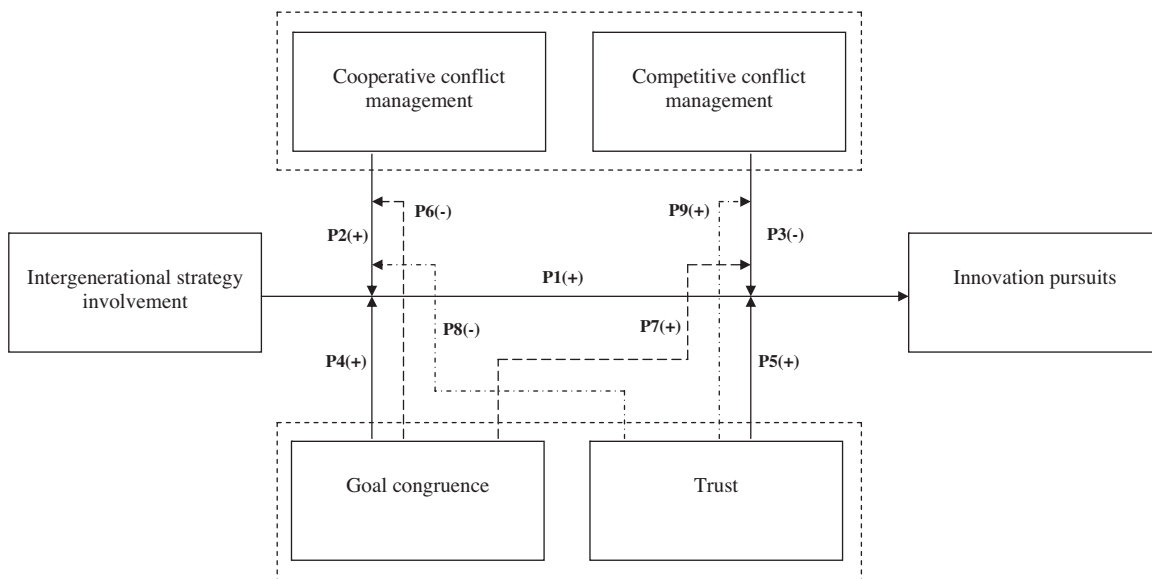 Cooperative conflict
management
Competitive conflict
management
P6(-)
P9(+)
P2(+)
P3(-)
Intergenerational strategy
involvement
P1(+)
Innovation pursuits
P8(-)
P7(+)
P4(+)
P5(+)
Goal congruence
Trust